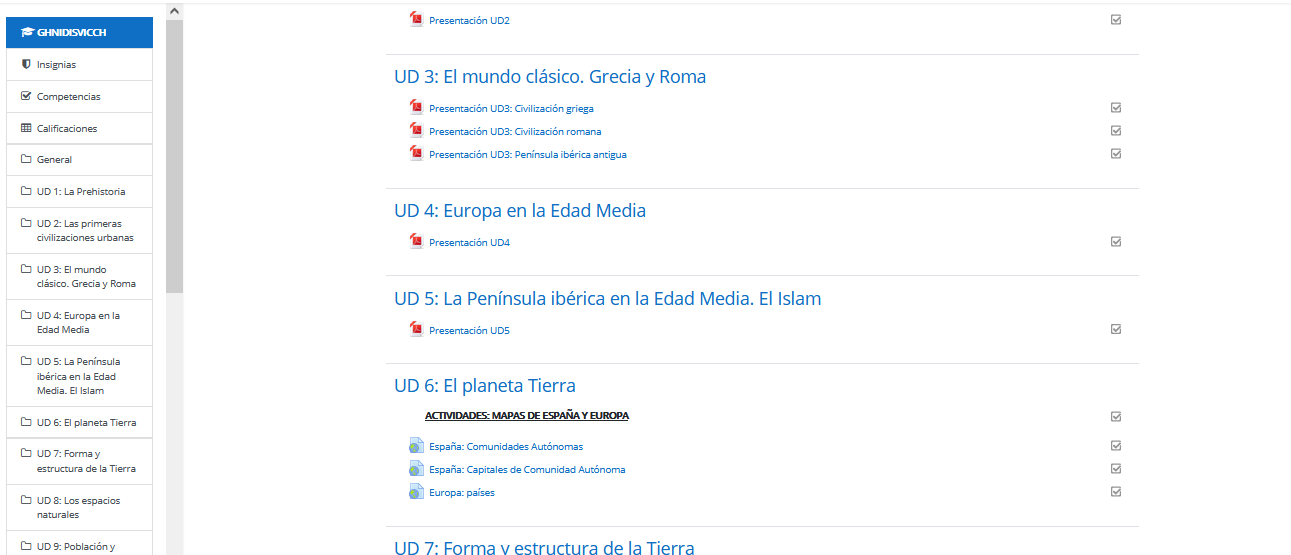 GHNIDISVICCH
Insignias
Competencias
Calificaciones
General
UD 1: La Prehistoria
UD 2: Las primeras
civilizaciones urbanas
UD 3: El mundo
clásico. Grecia y Roma
UD 4: Europa en la
Edad Media
UD 5: La Península
ibérica en la Edad
Media. El Islam
UD 6: El planeta Tierra
UD 7: Forma y
estructura de la Tierra
UD 8: Los espacios
naturales
UD 9: Población y
Presentación UD2
UD 3: El mundo clásico. Grecia y Roma
Presentación UD3: Civilización griega
Presentación UD3: Civilización romana
Presentación UD3: Península ibérica antigua
UD 4: Europa en la Edad Media
Presentación UD4
UD 5: La Península ibérica en la Edad Media. El Islam
Presentación UD5
UD 6: El planeta Tierra
ACTIVIDADES: MAPAS DE ESPAÑA Y EUROPA
España: Comunidades Autónomas
España: Capitales de Comunidad Autónoma
Europa: países
UD 7: Forma y estructura de la Tierra